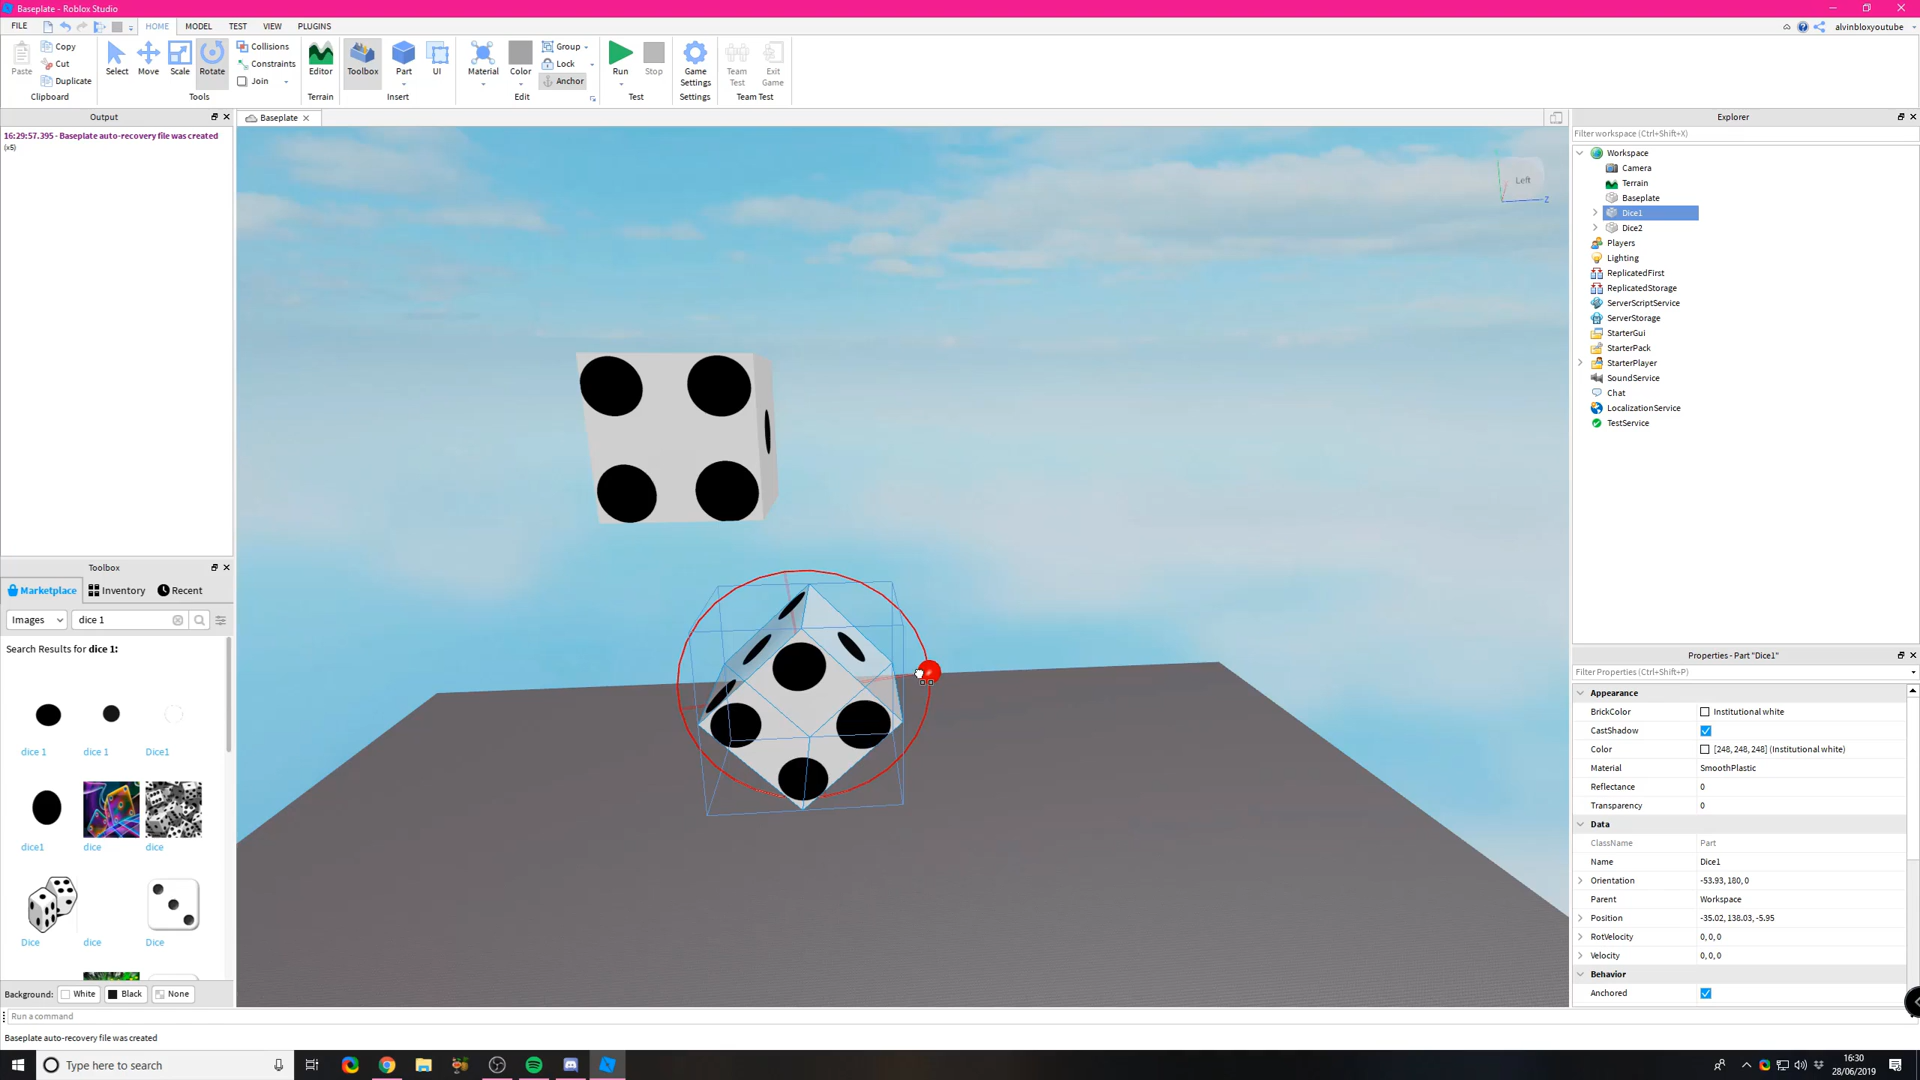 Baseplate - Roblox Studio
FILE HOME MODEL TEST VIEW PLUGINS
alvinbloxyoutube
Paste Copy Cut Duplicate
Clipboard
Select Move Scale Rotate Collisions Constraints Join
Tools
Editor
Terrain
Toolbox Part UI
Insert
Material Color Group Lock Anchor
Edit
Run Stop
Test
Game Settings
Settings
Team Test Exit Game
Team Test
Output
16:29:57.395 - Baseplate auto-recovery file was created
(x5)
Baseplate
Left
Z
Toolbox
Marketplace Inventory Recent
Images dice 1
Search Results for dice 1:
dice 1 dice 1 Dice1
dice1 dice dice
Dice dice Dice
Background: White Black None
Explorer
Filter workspace (Ctrl+Shift+X)
Workspace
Camera
Terrain
Baseplate
Dice1
Dice2
Players
Lighting
ReplicatedFirst
ReplicatedStorage
ServerScriptService
ServerStorage
StarterGui
StarterPack
StarterPlayer
SoundService
Chat
LocalizationService
TestService
Properties - Part "Dice1"
Filter Properties (Ctrl+Shift+P)
Appearance
BrickColor Institutional white
CastShadow
Color [248, 248, 248] (Institutional white)
Material SmoothPlastic
Reflectance 0
Transparency 0
Data
ClassName Part
Name Dice1
Orientation -53.93, 180, 0
Parent Workspace
Position -35.02, 138.03, -5.95
RotVelocity 0, 0, 0
Velocity 0, 0, 0
Behavior
Anchored
Run a command
Baseplate auto-recovery file was created
Type here to search
16:30
28/06/2019